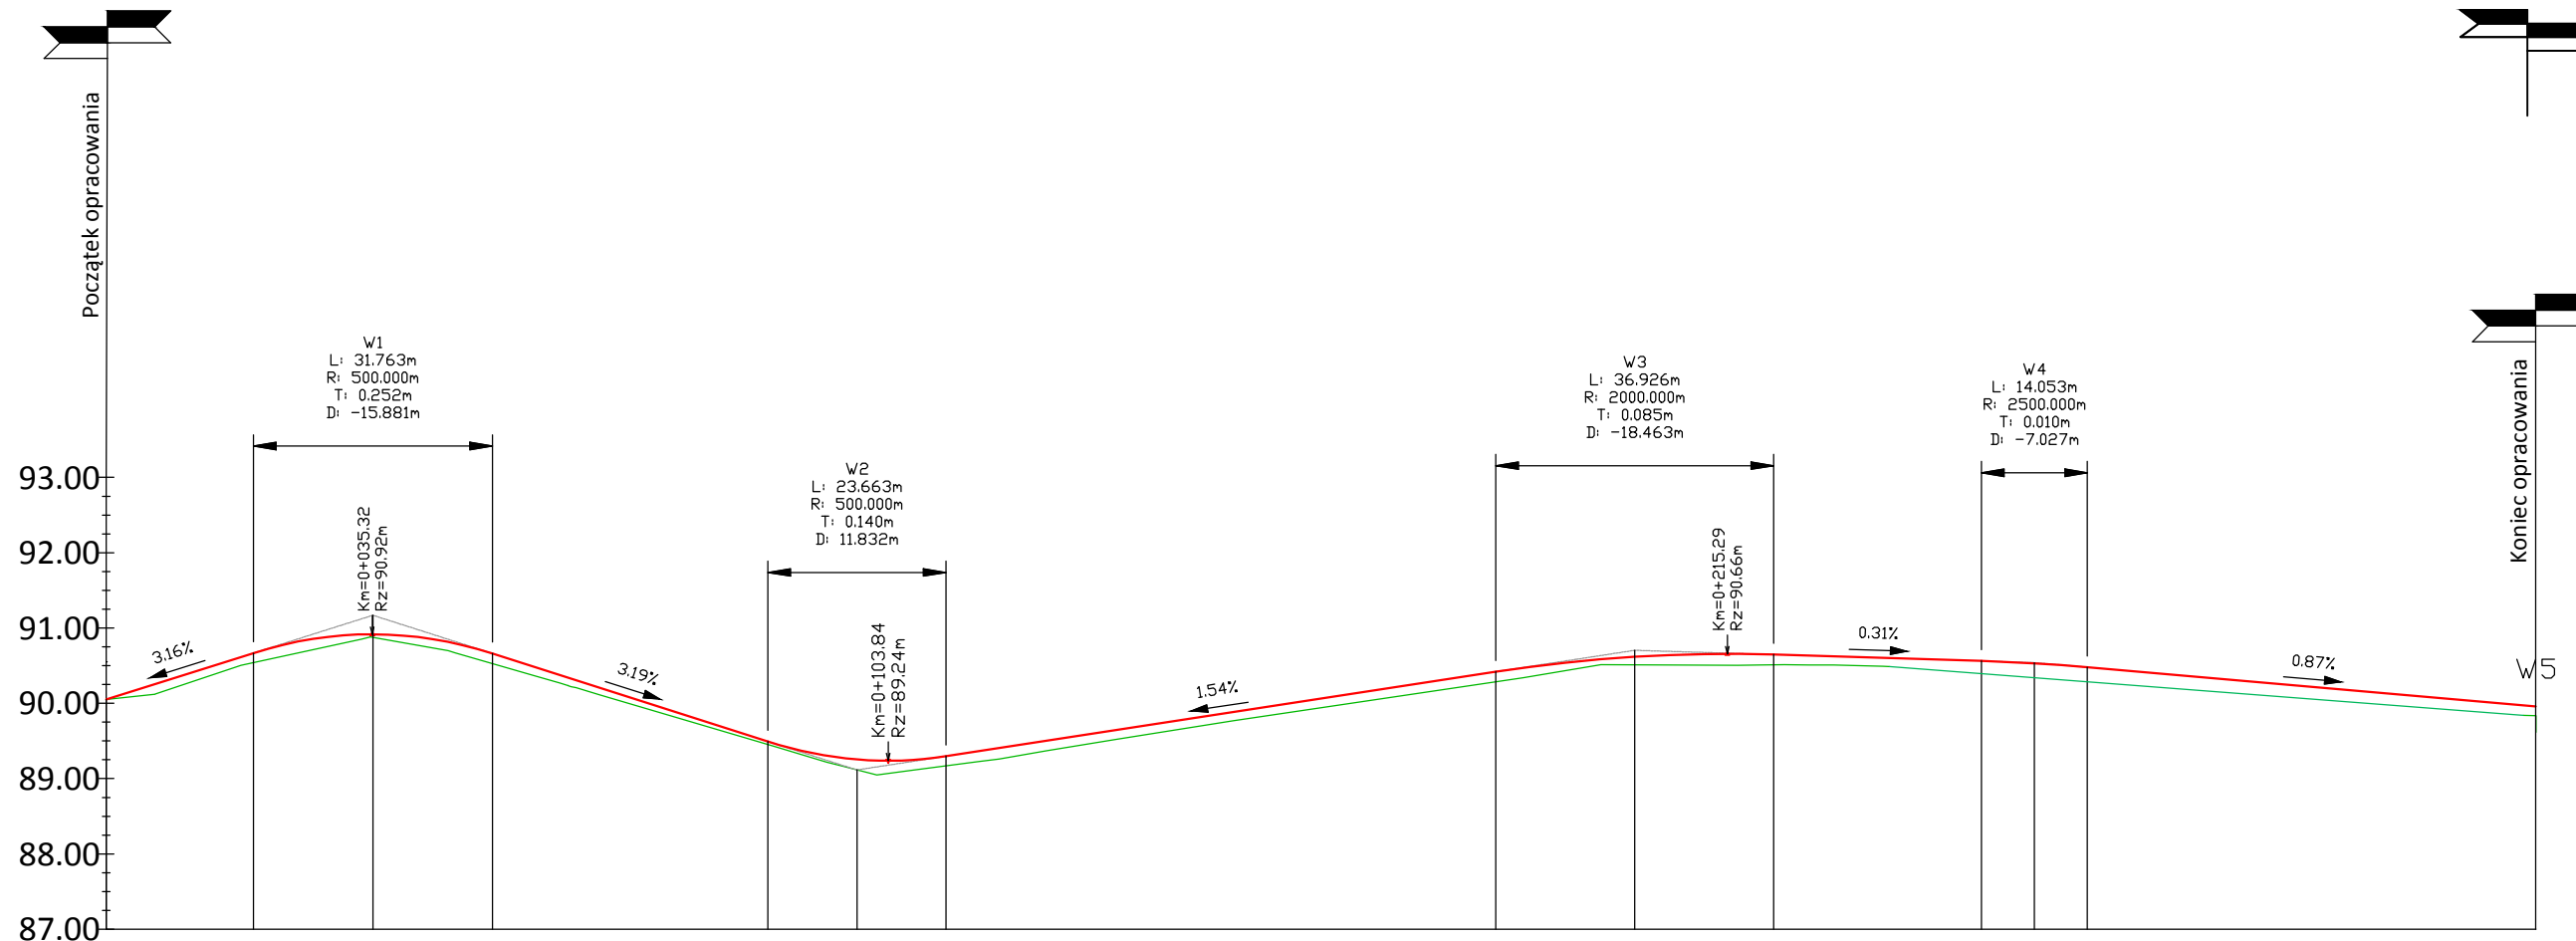 Początek opracowania
W1
L: 31.763m
R: 500.000m
T: 0.252m
D: -15.881m
W3
L: 36.926m
R: 2000.000m
T: 0.085m
D: -18.463m
W4
L: 14.053m
R: 2500.000m
T: 0.010m
D: -7.027m
Koniec opracowania
W2
L: 23.663m
R: 500.000m
T: 0.140m
D: 11.832m
93.00
92.00
91.00
90.00
89.00
88.00
87.00
Km=0+035.32
Rz=90.92m
Km=0+103.84
Rz=89.24m
Km=0+215.29
Rz=90.66m
3.16%
3.19%
1.54%
0.31%
0.87%
W5